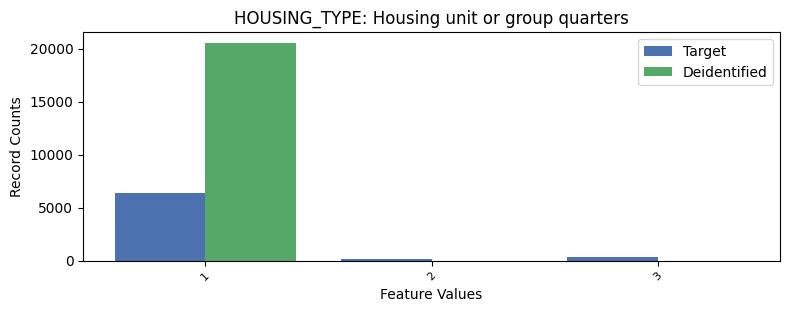 HOUSING_TYPE: Housing unit or group quarters
Target
Deidentified
Record Counts
20000
15000
10000
5000
0
1
2
3
Feature Values